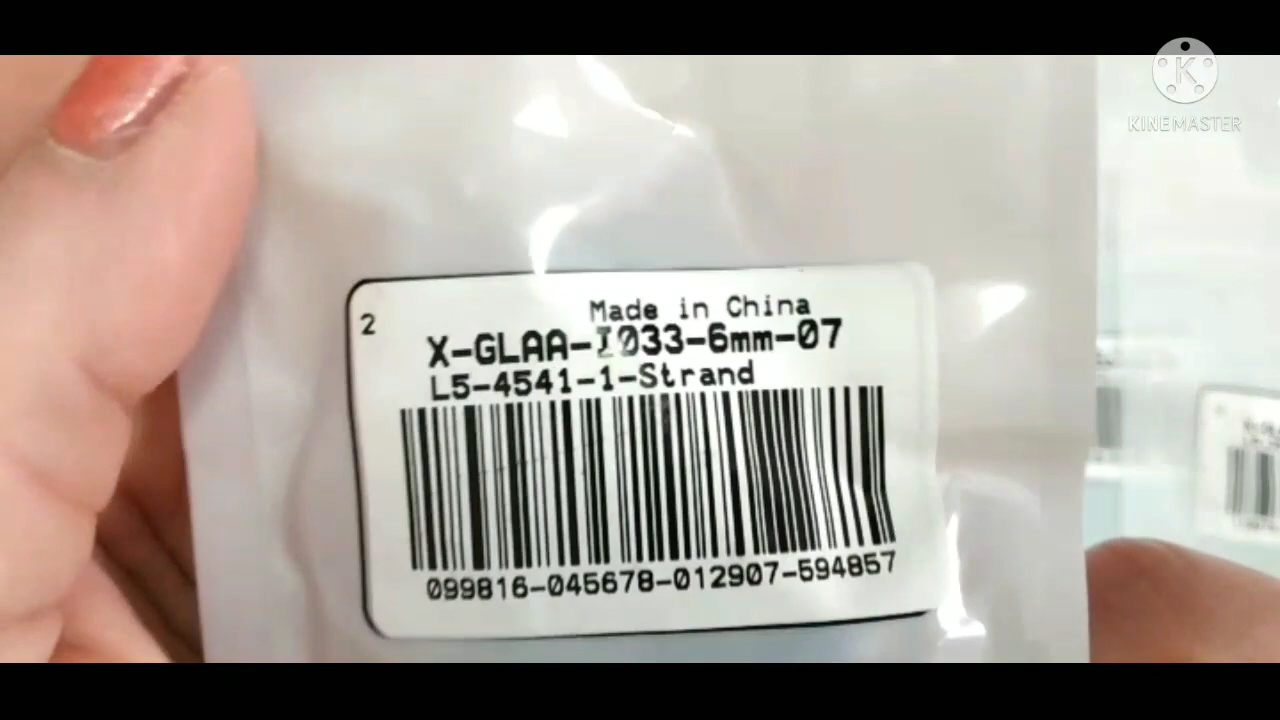 KINEMASTER
2
Made in China
X-GLAA-I033-6mm-07
L5-4541-1-Strand
099816-045678-012907-594857